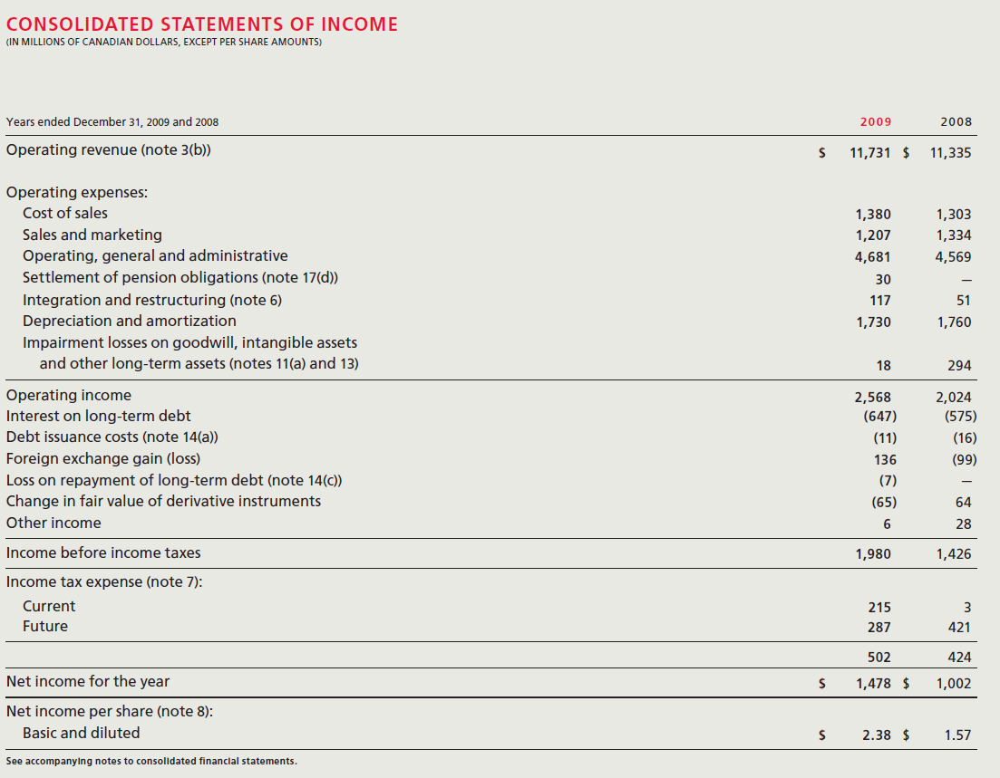 CONSOLIDATED STATEMENTS OF INCOME
(IN MILLIONS OF CANADIAN DOLLARS, EXCEPT PER SHARE AMOUNTS)
Years ended December 31, 2009 and 2008 2009 2008
Operating revenue (note 3(b)) $ 11,731 $ 11,335
Operating expenses:
Cost of sales 1,380 1,303
Sales and marketing 1,207 1,334
Operating, general and administrative 4,681 4,569
Settlement of pension obligations (note 17(d)) 30 —
Integration and restructuring (note 6) 117 51
Depreciation and amortization 1,730 1,760
Impairment losses on goodwill, intangible assets
and other long-term assets (notes 11(a) and 13) 18 294
Operating income 2,568 2,024
Interest on long-term debt (647) (575)
Debt issuance costs (note 14(a)) (11) (16)
Foreign exchange gain (loss) 136 (99)
Loss on repayment of long-term debt (note 14(c)) (7) —
Change in fair value of derivative instruments (65) 64
Other income 6 28
Income before income taxes 1,980 1,426
Income tax expense (note 7):
Current 215 3
Future 287 421
502 424
Net income for the year $ 1,478 $ 1,002
Net income per share (note 8):
Basic and diluted $ 2.38 $ 1.57
See accompanying notes to consolidated financial statements.